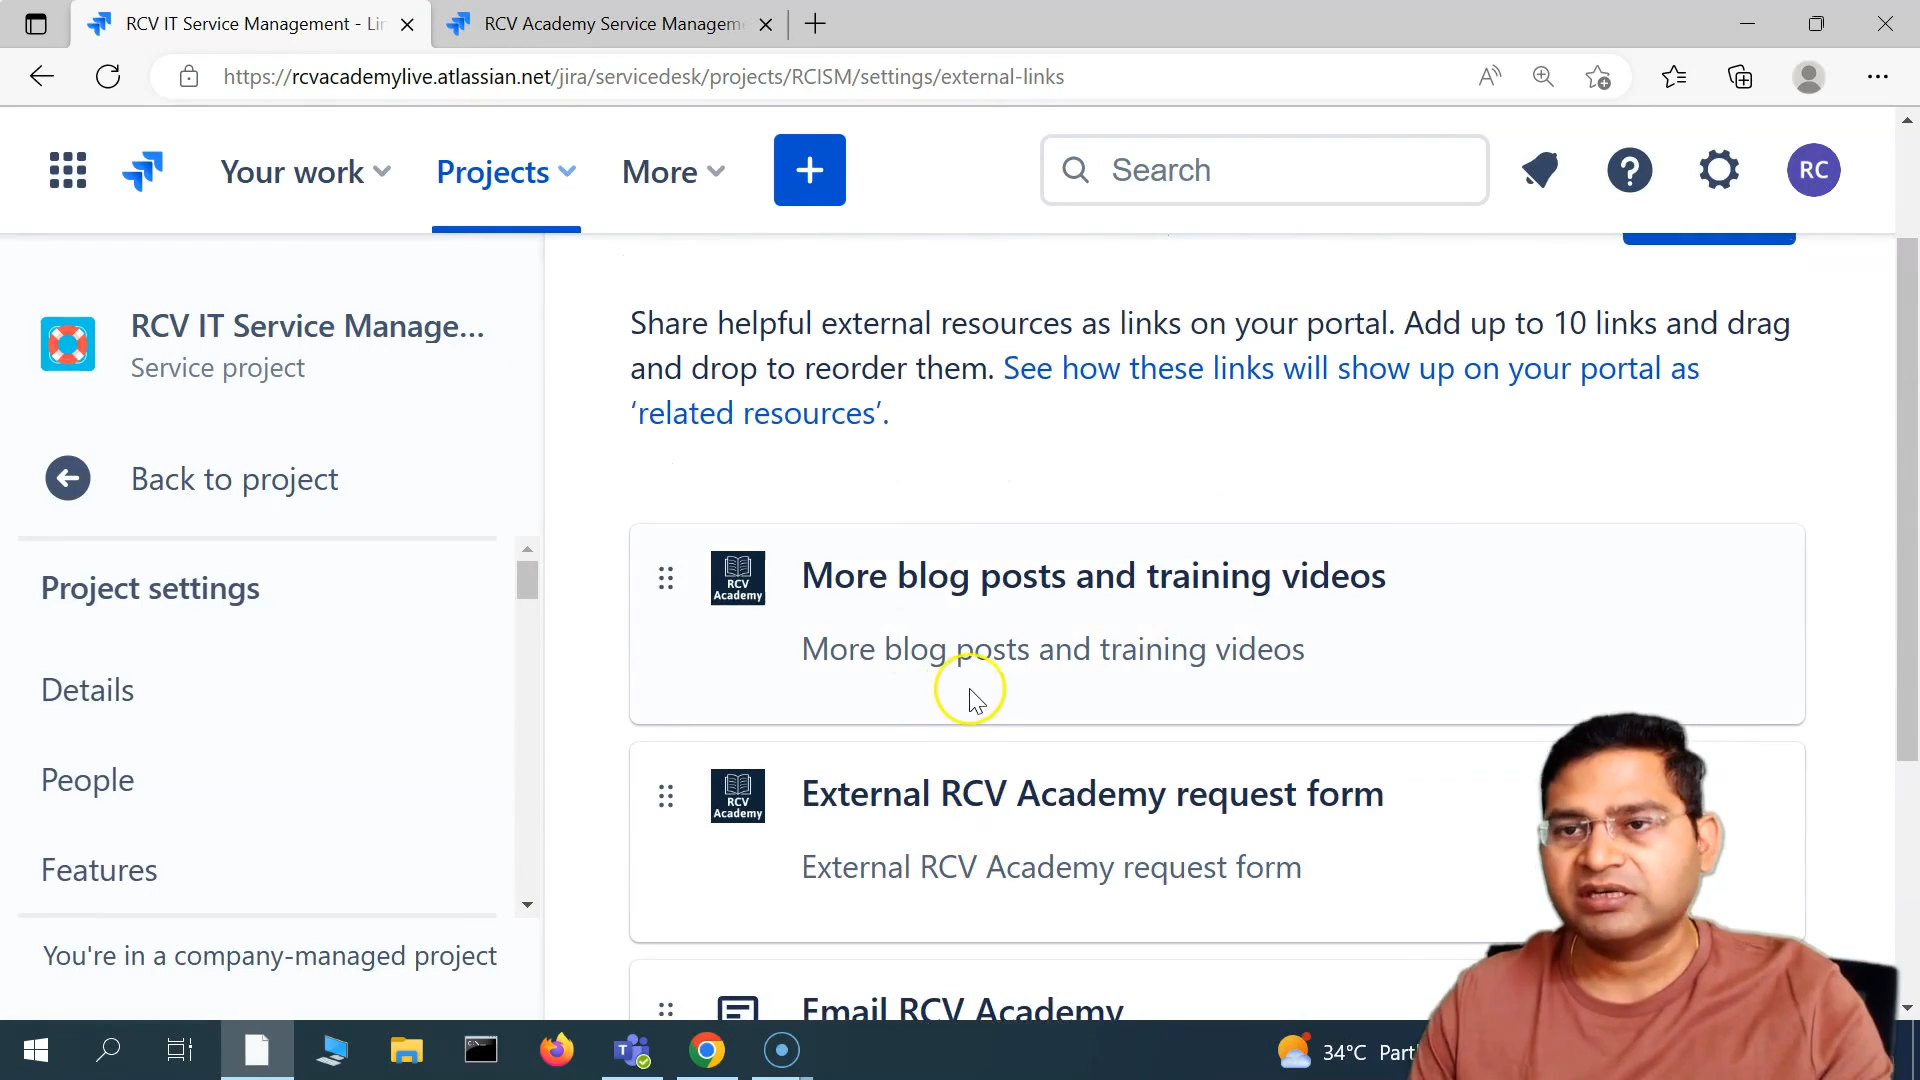 RCV IT Service Management - Lin
RCV Academy Service Managem
https://rcvacademylive.atlassian.net/jira/servicedesk/projects/RCISM/settings/external-links
Your work
Projects
More
Search
RC
RCV IT Service Manage...
Service project
Back to project
Project settings
Details
People
Features
You're in a company-managed project
Share helpful external resources as links on your portal. Add up to 10 links and drag
and drop to reorder them. See how these links will show up on your portal as
‘related resources’.
RCV
Academy
More blog posts and training videos
More blog posts and training videos
RCV
Academy
External RCV Academy request form
External RCV Academy request form
Email RCV Academy
34°C Part